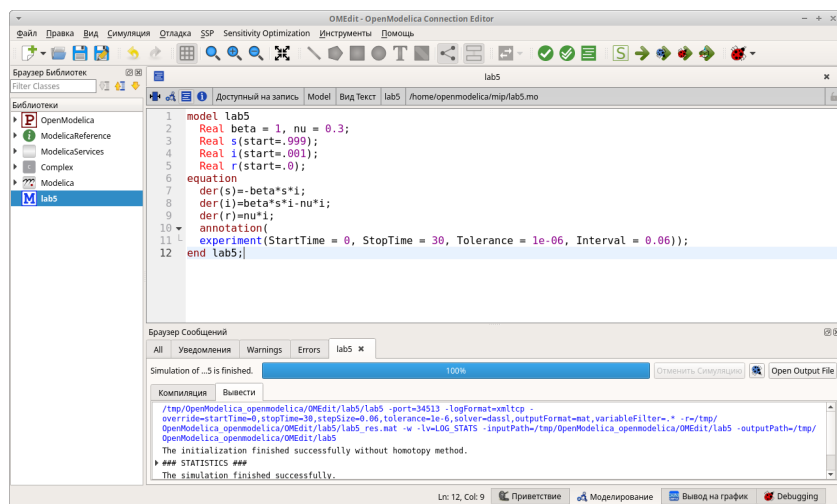 OMEdit - OpenModelica Connection Editor
Файл Правка Вид Симуляция Отладка SSP Sensitivity Optimization Инструменты Помощь
Браузер Библиотек
lab5
Filter Classes
Доступный на запись Model Вид Текст lab5 /home/openmodelica/mip/lab5.mo
Библиотеки
OpenModelica
ModelicaReference
ModelicaServices
Complex
Modelica
lab5
1 model lab5
2 Real beta = 1, nu = 0.3;
3 Real s(start=.999);
4 Real i(start=.001);
5 Real r(start=.0);
6 equation
7 der(s)=-beta*s*i;
8 der(i)=beta*s*i-nu*i;
9 der(r)=nu*i;
10 annotation(
11 experiment(StartTime = 0, StopTime = 30, Tolerance = 1e-06, Interval = 0.06));
12 end lab5;
Браузер Сообщений
All Уведомления Warnings Errors lab5
Simulation of ...5 is finished. 100% Отменить Симуляцию Open Output File
Компиляция Вывести
/tmp/OpenModelica_openmodelica/OMEdit/lab5/lab5 -port=34513 -logFormat=xmltcp -
override=startTime=0,stopTime=30,stepSize=0.06,tolerance=1e-6,solver=dassl,outputFormat=mat,variableFilter=.* -r=/tmp/
OpenModelica_openmodelica/OMEdit/lab5/lab5_res.mat -w -lv=LOG_STATS -inputPath=/tmp/OpenModelica_openmodelica/OMEdit/lab5 -outputPath=/tmp/
OpenModelica_openmodelica/OMEdit/lab5
The initialization finished successfully without homotopy method.
### STATISTICS ###
The simulation finished successfully.
Ln: 12, Col: 9 Приветствие Моделирование Вывод на график Debugging